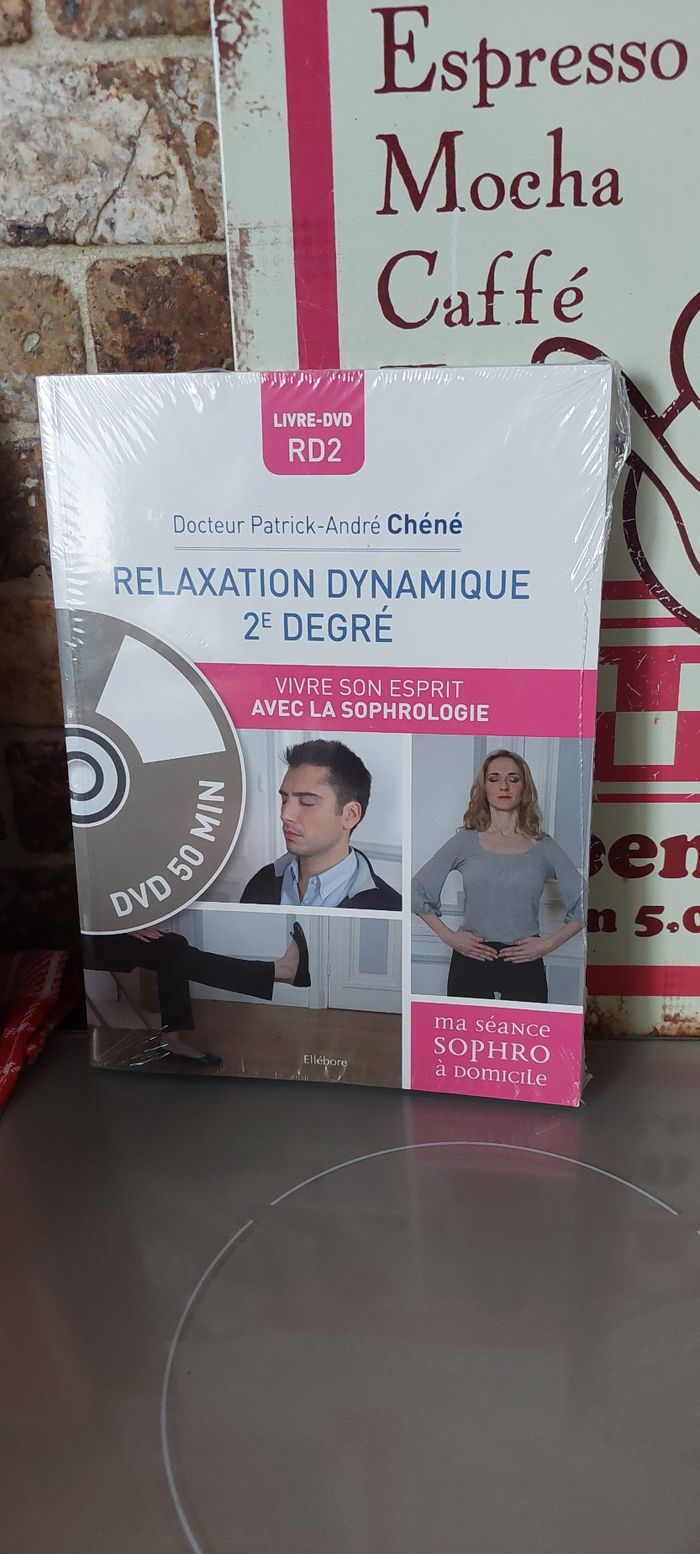 Espresso
Mocha
Caffé
LIVRE-DVD
RD2
Docteur Patrick-André Chéné
RELAXATION DYNAMIQUE
2E DEGRÉ
VIVRE SON ESPRIT
AVEC LA SOPHROLOGIE
DVD 50 MIN
Ellébore
ma séance
SOPHRO
à DOMICILE